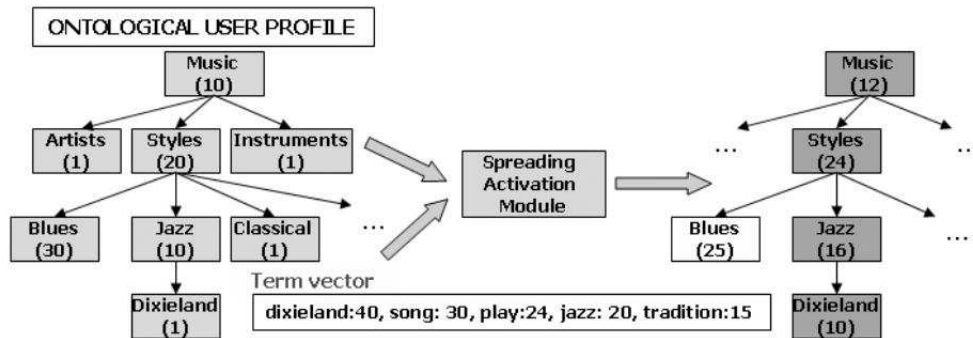 ONTOLOGICAL USER PROFILE
Music
(10)
Artists
(1)
Styles
(20)
Instruments
(1)
Blues
(30)
Jazz
(10)
Classical
(1)
...
Dixieland
(1)
Term vector
dixieland:40, song: 30, play:24, jazz: 20, tradition:15
Spreading
Activation
Module
Music
(12)
...
Styles
(24)
...
Blues
(25)
Jazz
(16)
...
Dixieland
(10)